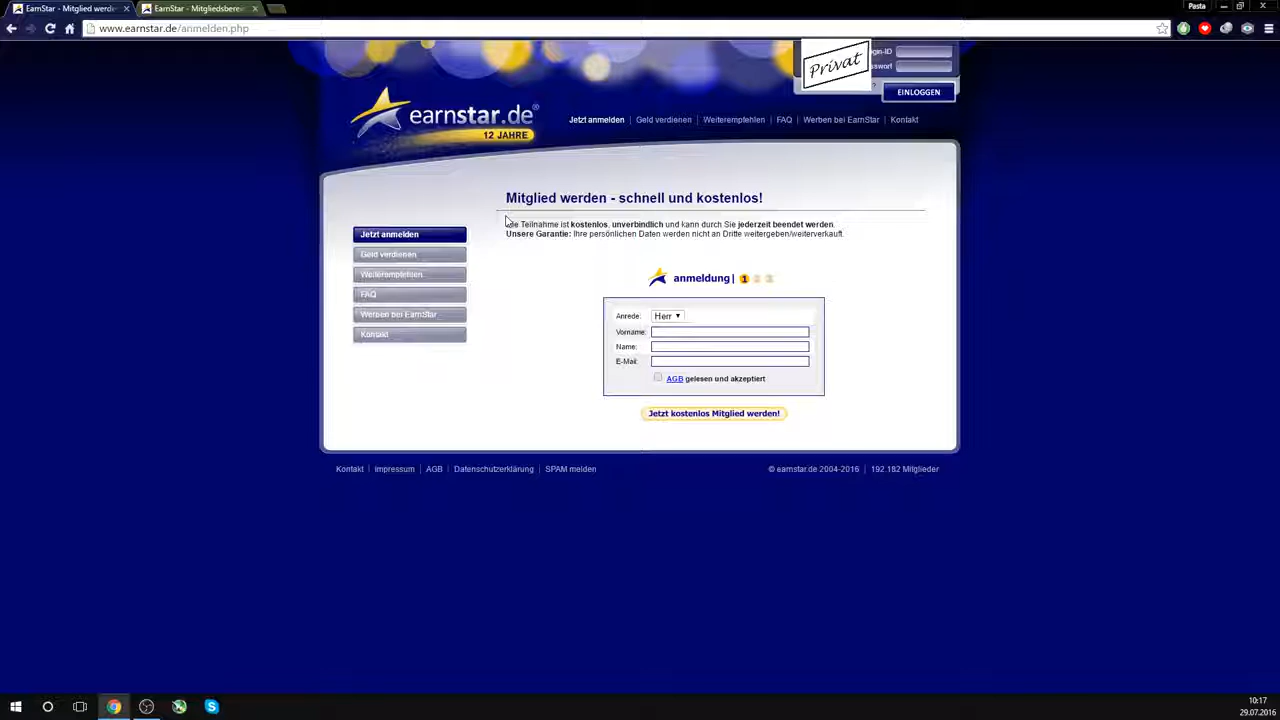 EarnStar - Mitglied werde
EarnStar - Mitgliedsberei
Pasta
www.earnstar.de/anmelden.php
Privat
gin-ID
sswort
?
EINLOGGEN
earnstar.de®
12 JAHRE
Jetzt anmelden | Geld verdienen | Weiterempfehlen | FAQ | Werben bei EarnStar | Kontakt
Mitglied werden - schnell und kostenlos!
Teilnahme ist kostenlos, unverbindlich und kann durch Sie jederzeit beendet werden.
Unsere Garantie: Ihre persönlichen Daten werden nicht an Dritte weitergeben/weiterverkauft.
Jetzt anmelden
Geld verdienen
Weiterempfehlen
FAQ
Werben bei EarnStar
Kontakt
anmeldung| 1 2 3
Anrede: Herr
Vorname:
Name:
E-Mail:
AGB gelesen und akzeptiert
Jetzt kostenlos Mitglied werden!
Kontakt | Impressum | AGB | Datenschutzerklärung | SPAM melden
© earnstar.de 2004-2016 | 192.182 Mitglieder
10:17
29.07.2016